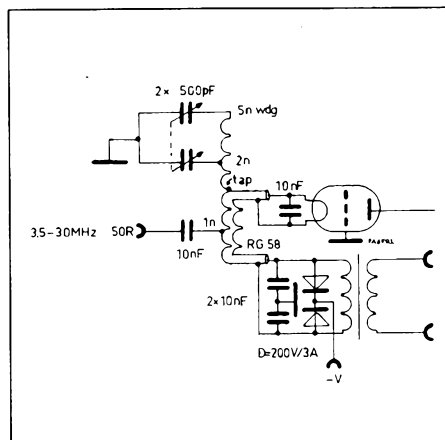 2× 500pF
5n wdg
2n
tap
10nF
1n
3.5-30MHz 50R
10nF
RG 58
2×10nF
D=200V/3A
-V